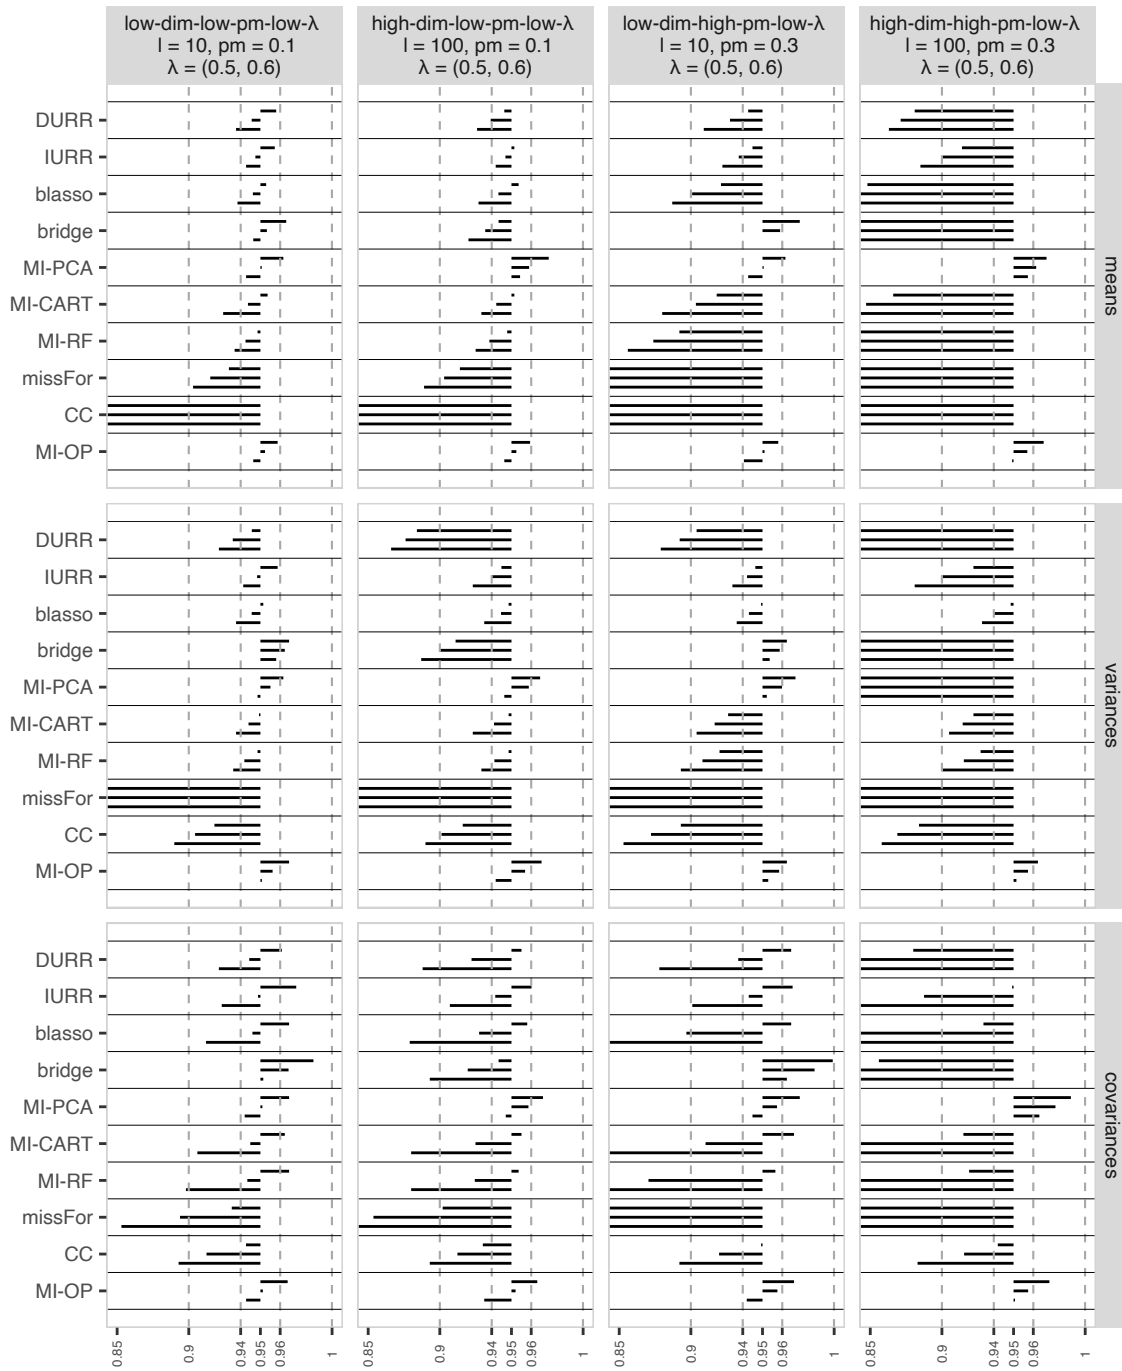 low-dim-low-pm-low-λ
l = 10, pm = 0.1
λ = (0.5, 0.6)
high-dim-low-pm-low-λ
l = 100, pm = 0.1
λ = (0.5, 0.6)
low-dim-high-pm-low-λ
l = 10, pm = 0.3
λ = (0.5, 0.6)
high-dim-high-pm-low-λ
l = 100, pm = 0.3
λ = (0.5, 0.6)
DURR
IURR
blasso
bridge
MI-PCA
MI-CART
MI-RF
missFor
CC
MI-OP
means
DURR
IURR
blasso
bridge
MI-PCA
MI-CART
MI-RF
missFor
CC
MI-OP
variances
DURR
IURR
blasso
bridge
MI-PCA
MI-CART
MI-RF
missFor
CC
MI-OP
covariances
0.85 0.9 0.94 0.95 0.96 1
0.85 0.9 0.94 0.95 0.96 1
0.85 0.9 0.94 0.95 0.96 1
0.85 0.9 0.94 0.95 0.96 1